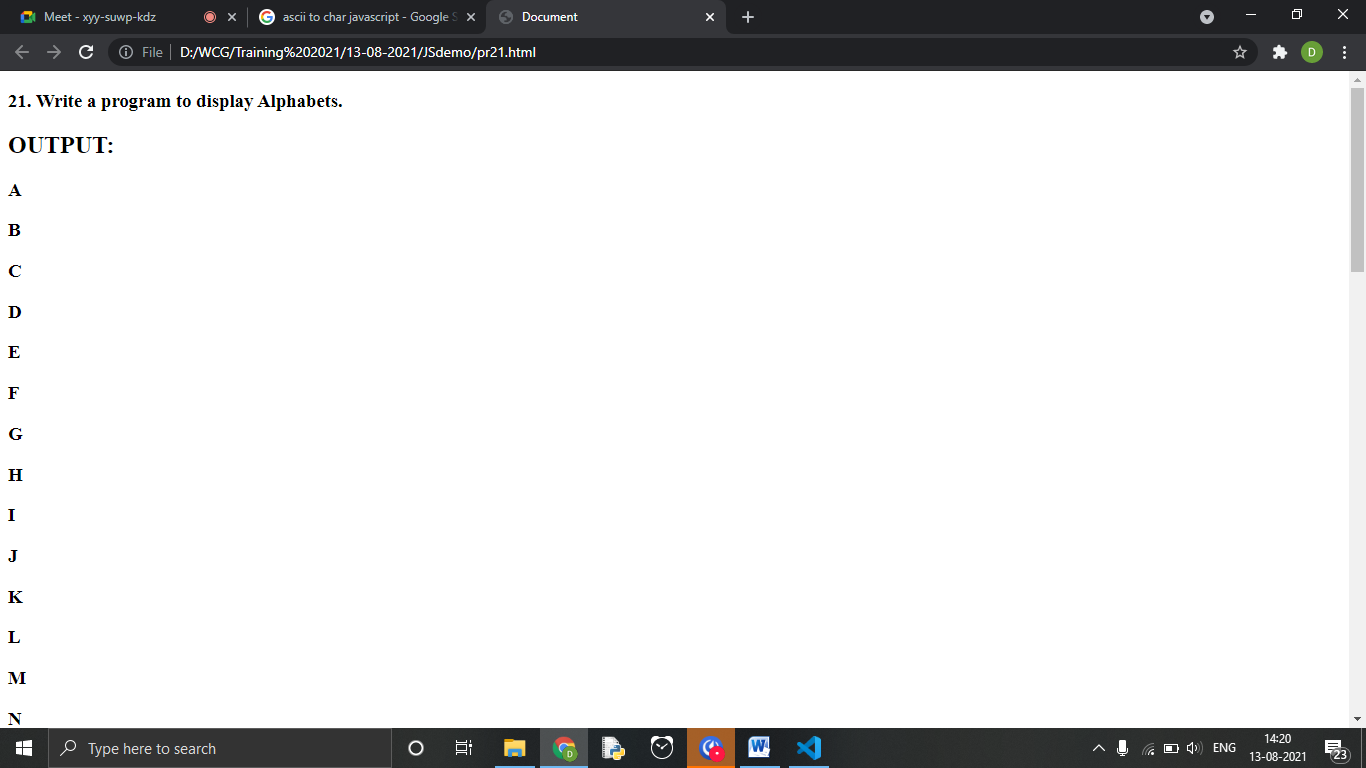 Meet - xyy-suwp-kdz
ascii to char javascript - Google S
Document
File
D:/WCG/Training%202021/13-08-2021/JSdemo/pr21.html
D
21. Write a program to display Alphabets.
OUTPUT:
A
B
C
D
E
F
G
H
I
J
K
L
M
N
Type here to search
D
W
ENG
14:20
13-08-2021
23